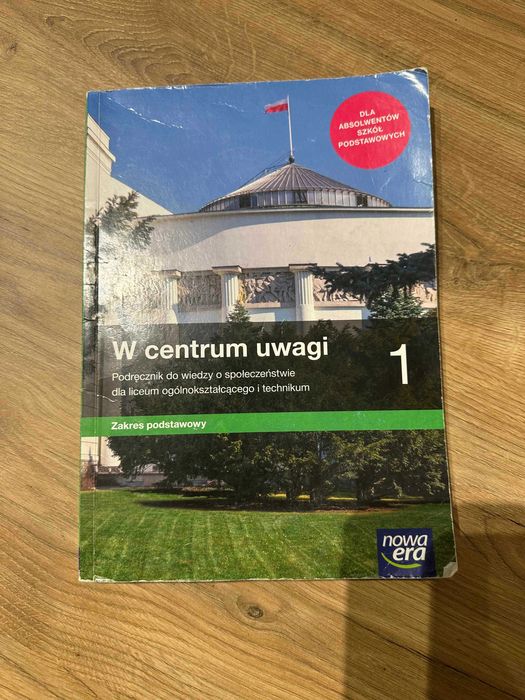 DLA
ABSOLWENTÓW
SZKÓŁ
PODSTAWOWYCH
W centrum uwagi
1
Podręcznik do wiedzy o społeczeństwie
dla liceum ogólnokształcącego i technikum
Zakres podstawowy
nowa
era